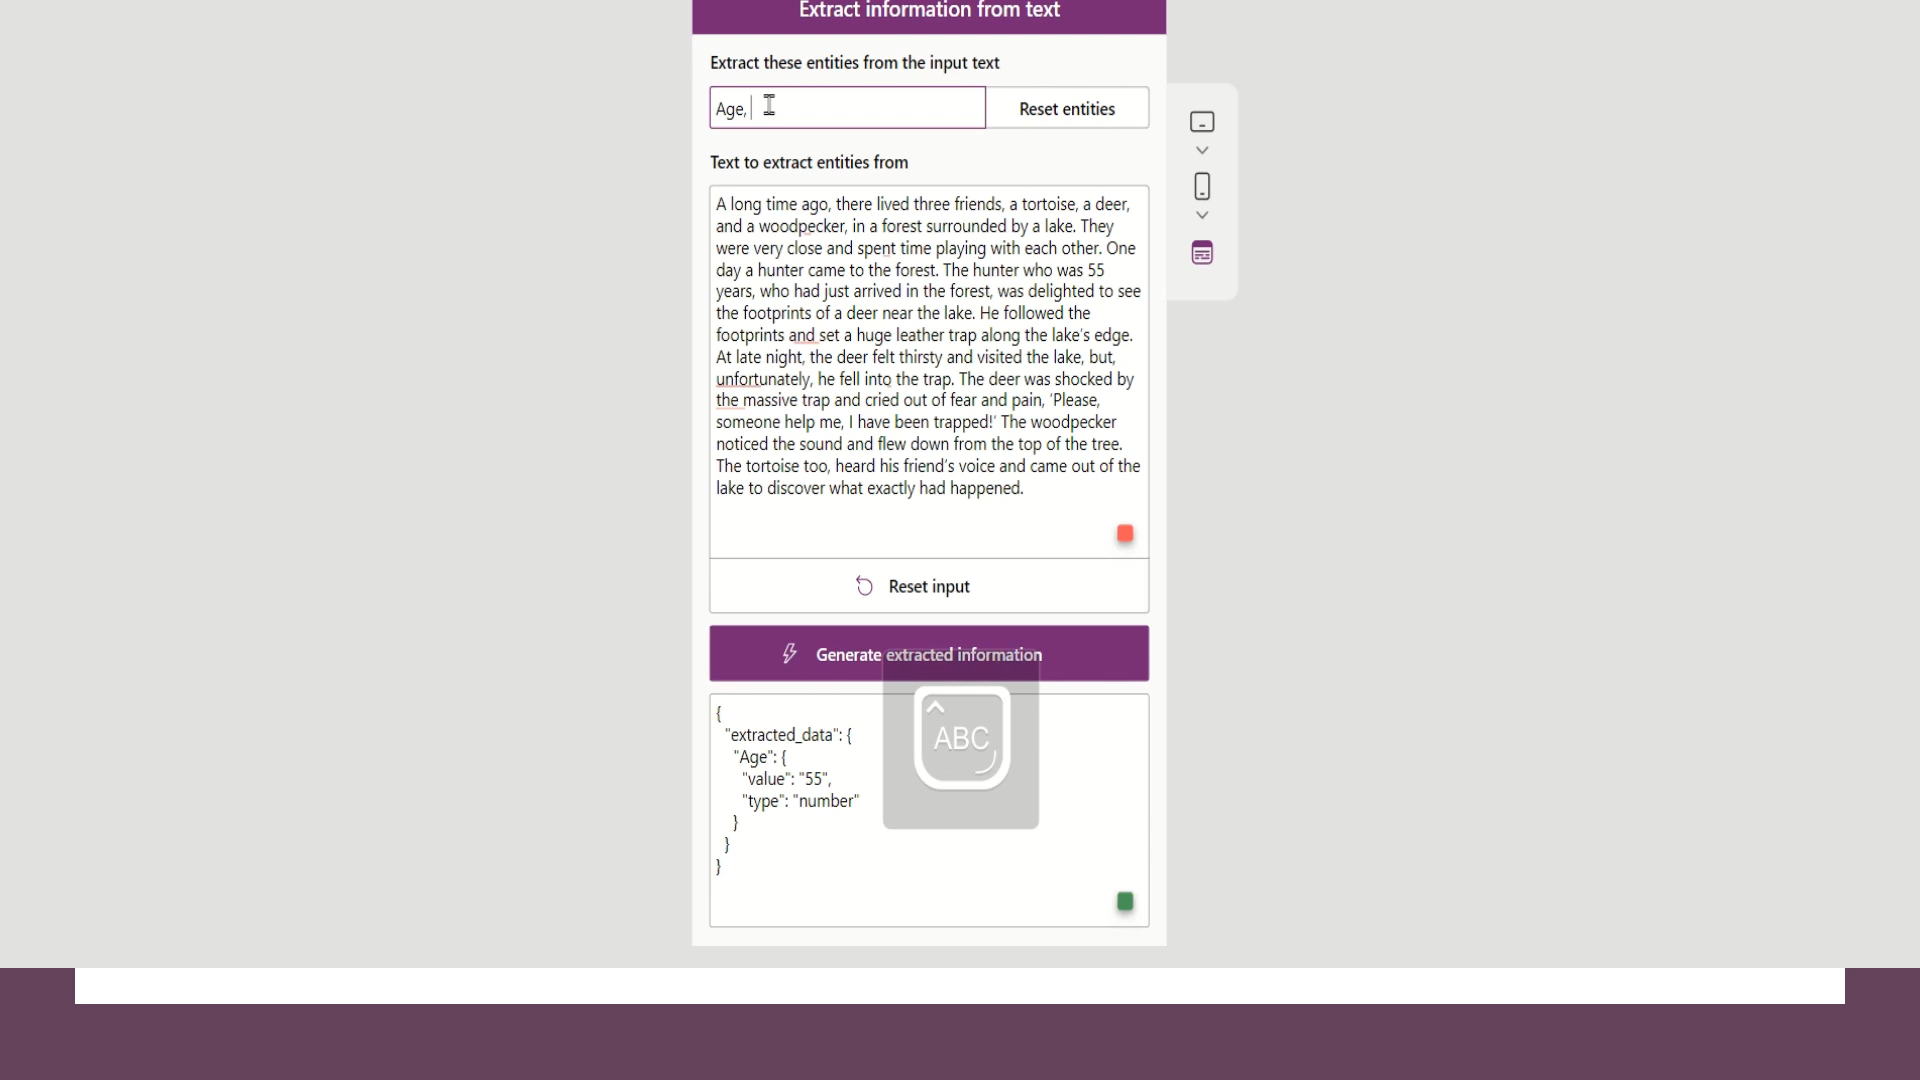 Extract information from text
Extract these entities from the input text
Age,
Reset entities
Text to extract entities from
A long time ago, there lived three friends, a tortoise, a deer,
and a woodpecker, in a forest surrounded by a lake. They
were very close and spent time playing with each other. One
day a hunter came to the forest. The hunter who was 55
years, who had just arrived in the forest, was delighted to see
the footprints of a deer near the lake. He followed the
footprints and set a huge leather trap along the lake's edge.
At late night, the deer felt thirsty and visited the lake, but,
unfortunately, he fell into the trap. The deer was shocked by
the massive trap and cried out of fear and pain, 'Please,
someone help me, I have been trapped!' The woodpecker
noticed the sound and flew down from the top of the tree.
The tortoise too, heard his friend's voice and came out of the
lake to discover what exactly had happened.
Reset input
Generate extracted information
{
"extracted_data": {
"Age": {
"value": "55",
"type": "number"
}
}
}
ABC